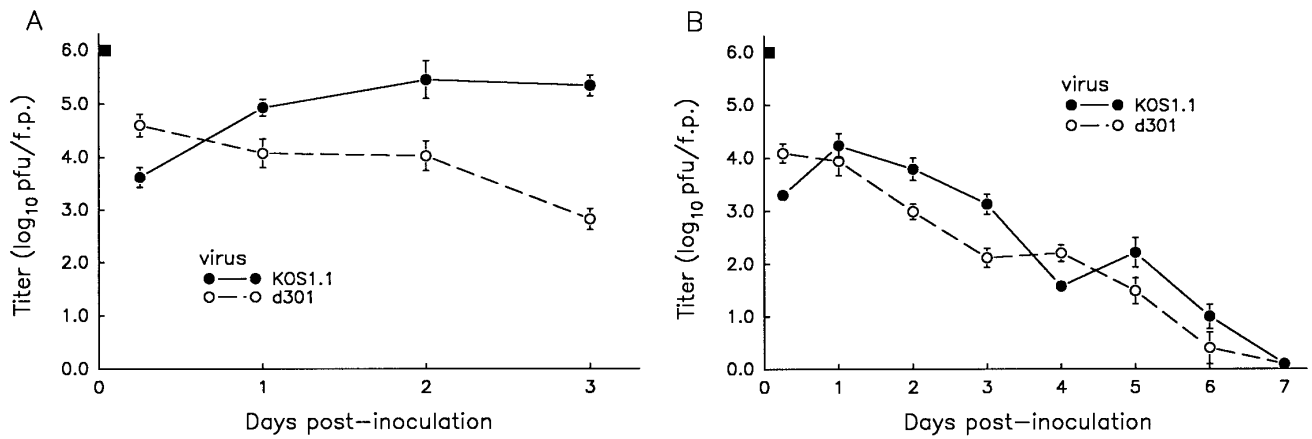 A
6.0
5.0
4.0
3.0
2.0
1.0
0.0
Titer (log10 pfu/f.p.)
virus
KOS1.1
d301
0 1 2 3
Days post-inoculation
B
6.0
5.0
4.0
3.0
2.0
1.0
0.0
Titer (log10 pfu/f.p.)
virus
KOS1.1
d301
0 1 2 3 4 5 6 7
Days post-inoculation